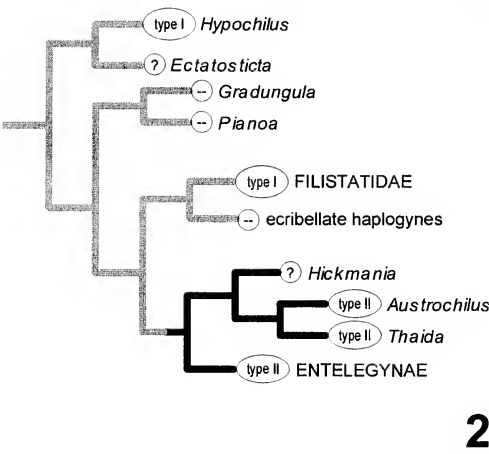 type I Hypochilus
? Ectatosticta
-- Gradungula
-- Pianoa
type I FILISTATIDAE
-- ecribellate haplogynes
? Hickmania
type II Austrochilus
type II Thaida
type II ENTELEGYNAE
2